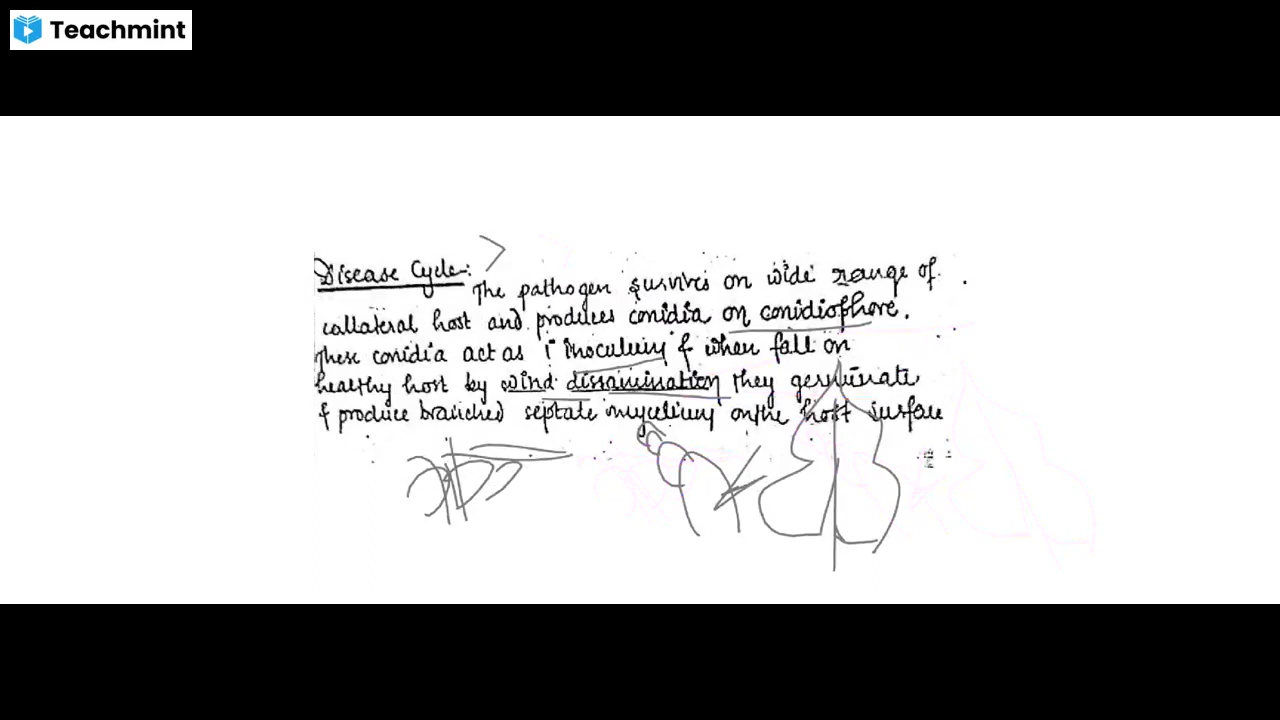 Teachmint
Disease Cycle:
The pathogen survives on wide range of
collateral host and produces conidia on conidiophore.
These conidia act as 1° inoculum & when fall on
healthy host by wind dissamination they germinate
& produce branched septate mycelium on the host surface